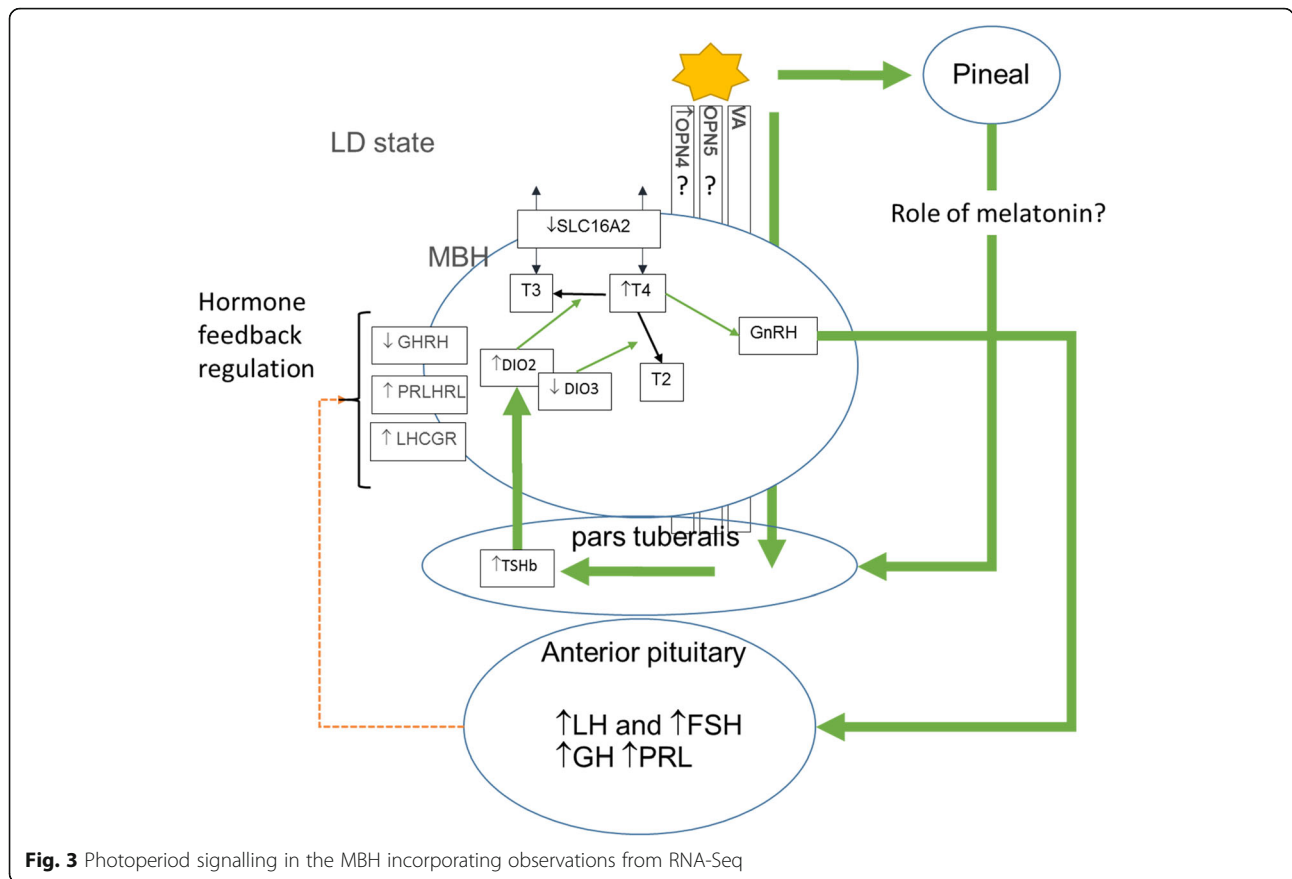 Pineal
VA
OPN5 ?
↑OPN4 ?
LD state
Role of melatonin?
↓SLC16A2
MBH
T3
↑T4
Hormone
feedback
regulation
GnRH
↓ GHRH
↑DIO2
↓ DIO3
T2
↑ PRLHRL
↑ LHCGR
pars tuberalis
↑TSHb
Anterior pituitary
↑LH and ↑FSH
↑GH ↑PRL
Fig. 3 Photoperiod signalling in the MBH incorporating observations from RNA-Seq